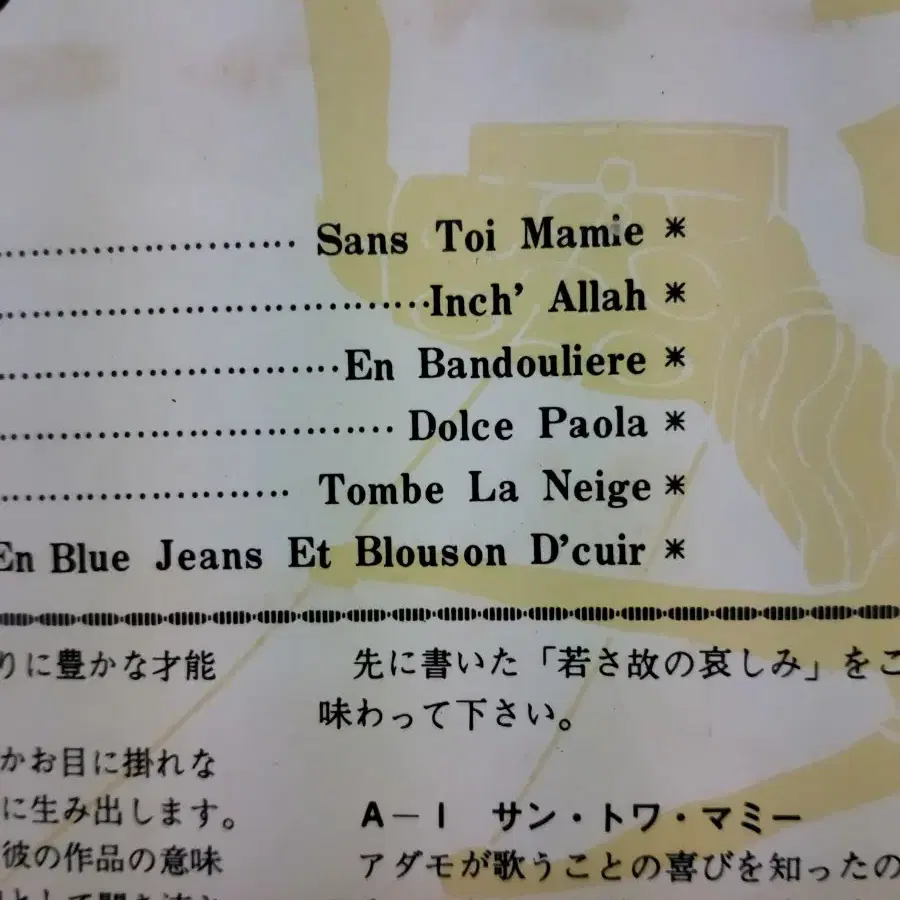 Sans Toi Mamie *
Inch' Allah *
En Bandouliere *
Dolce Paola *
Tombe La Neige *
En Blue Jeans Et Blouson D'cuir *
りに豊かな才能
かお目に掛れな
に生み出します。
彼の作品の意味
先に書いた「若さ故の哀しみ」をこ
味わって下さい。
A－1 サン・トワ・マミー
アダモが歌うことの喜びを知ったの